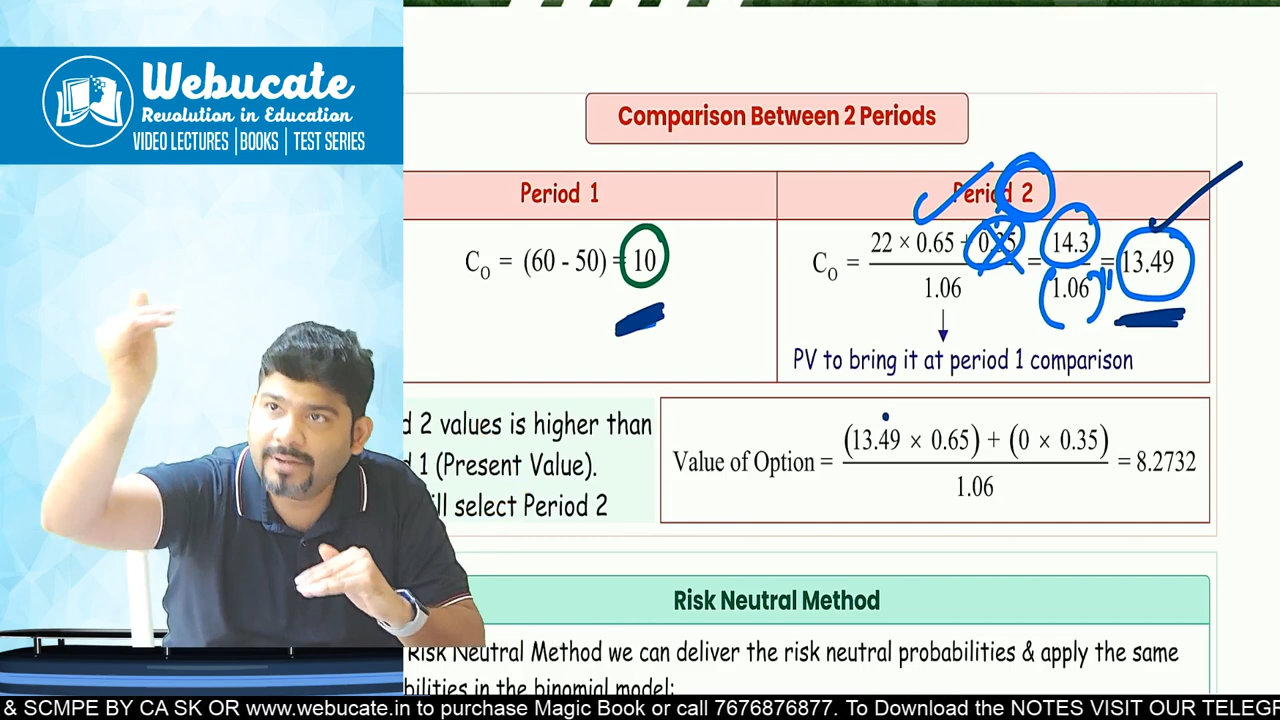 Webucate
Revolution in Education
VIDEO LECTURES | BOOKS | TEST SERIES
Comparison Between 2 Periods
Period 1
Period 2
C₀ = (60 - 50) = 10
C₀ = (22 × 0.65 + 0.35) / 1.06 = 14.3 / 1.06 = 13.49
PV to bring it at period 1 comparison
d 2 values is higher than
d 1 (Present Value).
ll select Period 2
Value of Option = ((13.49 × 0.65) + (0 × 0.35)) / 1.06 = 8.2732
Risk Neutral Method
Risk Neutral Method we can deliver the risk neutral probabilities & apply the same
bilities in the binomial model:
& SCMPE BY CA SK OR www.webucate.in to purchase Magic Book or call 7676876877. To Download the NOTES VISIT OUR TELEGR